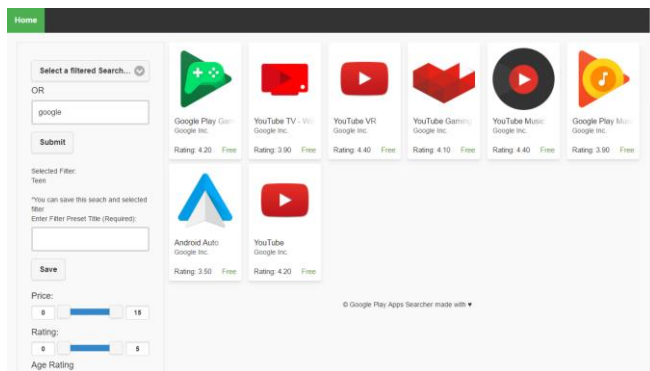 Home
Select a filtered Search...
OR
google
Submit
Selected Filter:
Teen
*You can save this seach and selected
filter
Enter Filter Preset Title (Required):
Save
Price:
0 15
Rating:
0 5
Age Rating
Google Play Gam
Google Inc.
Rating: 4.20 Free
YouTube TV - Wa
Google Inc.
Rating: 3.90 Free
YouTube VR
Google Inc.
Rating: 4.40 Free
YouTube Gaming
Google Inc.
Rating: 4.10 Free
YouTube Music
Google Inc.
Rating: 4.40 Free
Google Play Mus
Google Inc.
Rating: 3.90 Free
Android Auto
Google Inc.
Rating: 3.50 Free
YouTube
Google Inc.
Rating: 4.20 Free
© Google Play Apps Searcher made with ♥